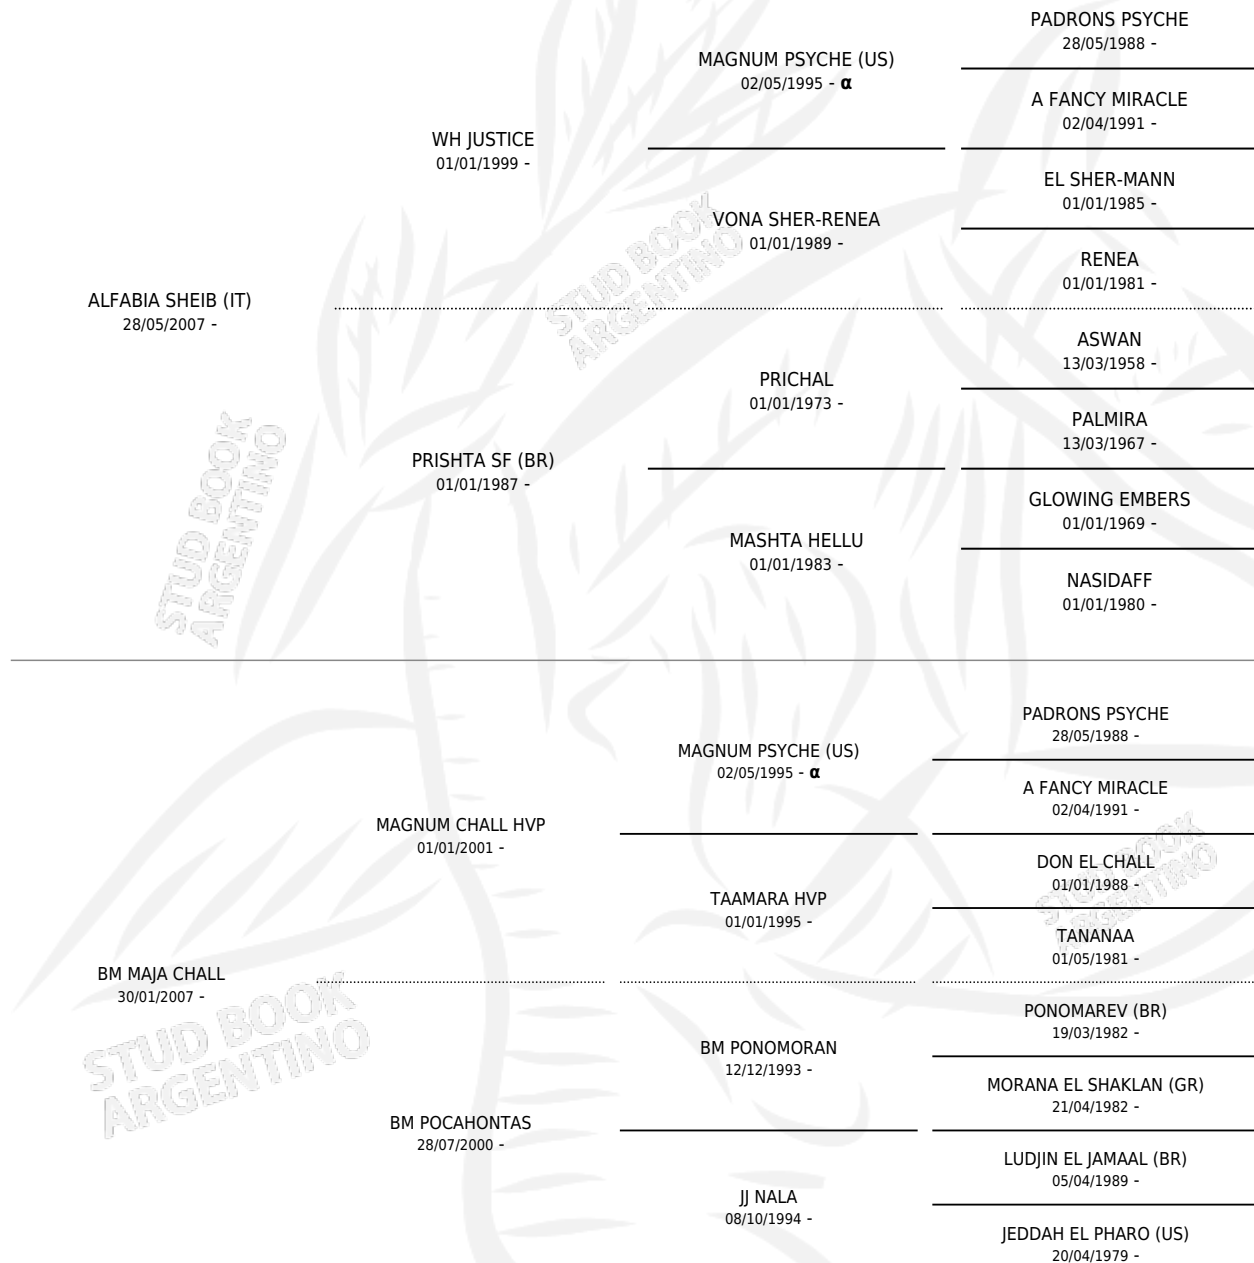 PADRONS PSYCHE
28/05/1988 -
MAGNUM PSYCHE (US)
02/05/1995 - α
A FANCY MIRACLE
02/04/1991 -
WH JUSTICE
01/01/1999 -
EL SHER-MANN
01/01/1985 -
VONA SHER-RENEA
01/01/1989 -
RENEA
01/01/1981 -
ALFABIA SHEIB (IT)
28/05/2007 -
ASWAN
13/03/1958 -
PRICHAL
01/01/1973 -
PALMIRA
13/03/1967 -
PRISHTA SF (BR)
01/01/1987 -
GLOWING EMBERS
01/01/1969 -
MASHTA HELLU
01/01/1983 -
NASIDAFF
01/01/1980 -
STUD BOOK
ARGENTINO
STUD BOOK
ARGENTINO
PADRONS PSYCHE
28/05/1988 -
MAGNUM PSYCHE (US)
02/05/1995 - α
A FANCY MIRACLE
02/04/1991 -
MAGNUM CHALL HVP
01/01/2001 -
DON EL CHALL
01/01/1988 -
TAAMARA HVP
01/01/1995 -
TANANAA
01/05/1981 -
BM MAJA CHALL
30/01/2007 -
PONOMAREV (BR)
19/03/1982 -
BM PONOMORAN
12/12/1993 -
MORANA EL SHAKLAN (GR)
21/04/1982 -
BM POCAHONTAS
28/07/2000 -
LUDJIN EL JAMAAL (BR)
05/04/1989 -
JJ NALA
08/10/1994 -
JEDDAH EL PHARO (US)
20/04/1979 -
STUD BOOK
ARGENTINO
STUD BOOK
ARGENTINO